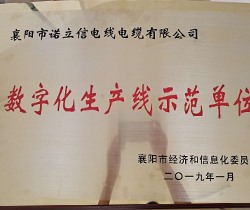 襄阳市诺立信电线电缆有限公司
数字化生产线示范单位
襄阳市经济和信息化委员
二〇一九年一月